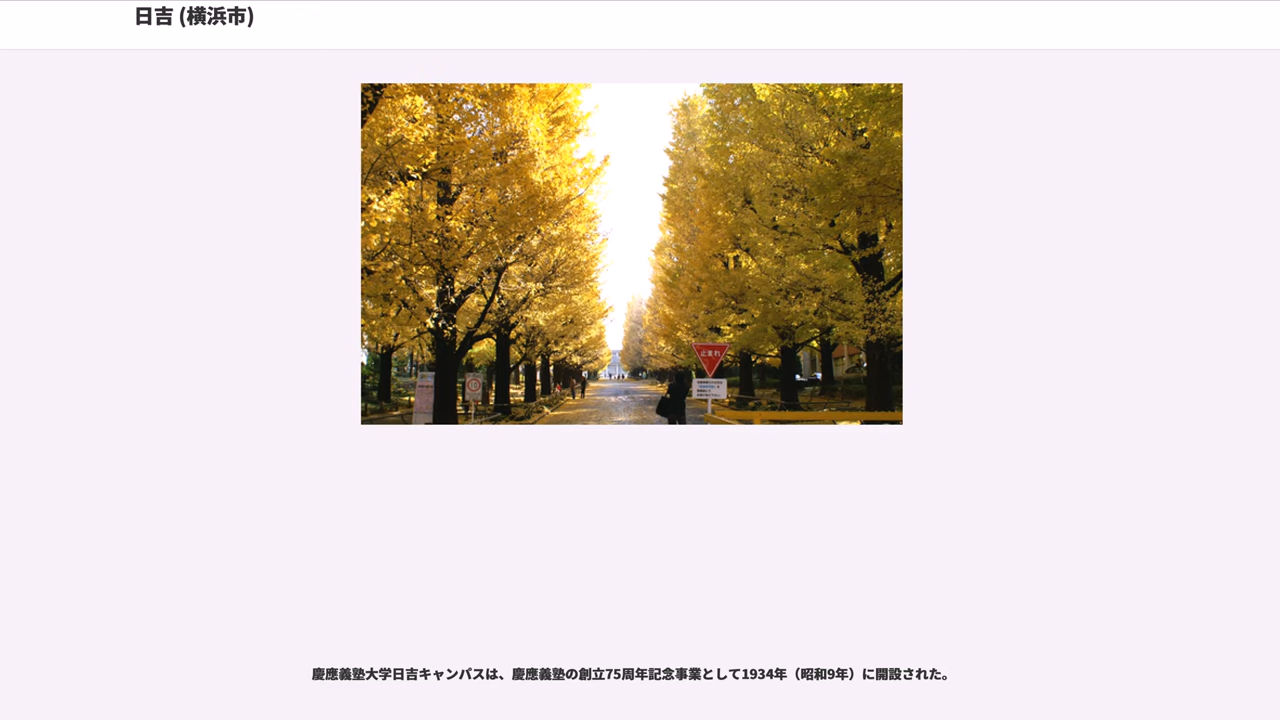 日吉 (横浜市)
止まれ
慶應義塾大学日吉キャンパスは、慶應義塾の創立75周年記念事業として1934年（昭和9年）に開設された。